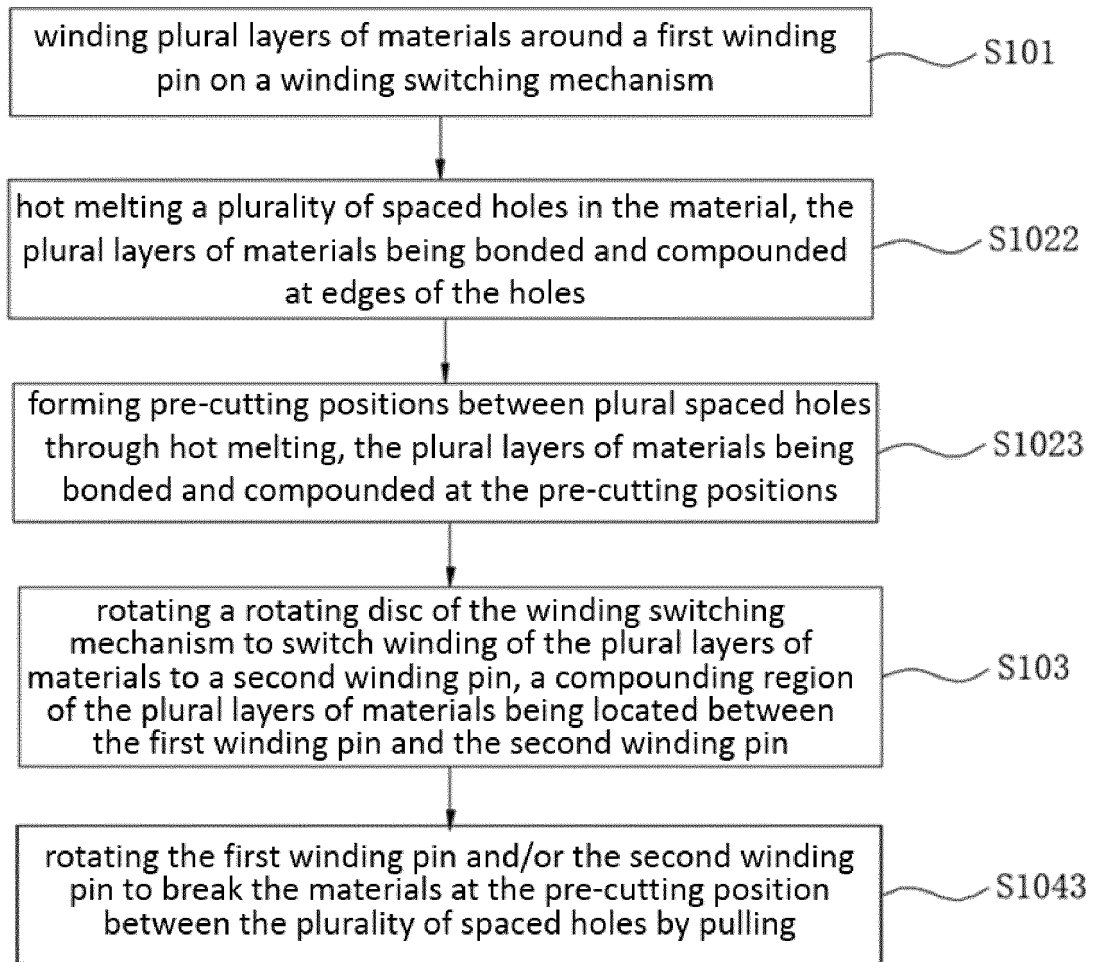 winding plural layers of materials around a first winding
pin on a winding switching mechanism
S101
hot melting a plurality of spaced holes in the material, the
plural layers of materials being bonded and compounded
at edges of the holes
S1022
forming pre-cutting positions between plural spaced holes
through hot melting, the plural layers of materials being
bonded and compounded at the pre-cutting positions
S1023
rotating a rotating disc of the winding switching
mechanism to switch winding of the plural layers of
materials to a second winding pin, a compounding region
of the plural layers of materials being located between
the first winding pin and the second winding pin
S103
rotating the first winding pin and/or the second winding
pin to break the materials at the pre-cutting position
between the plurality of spaced holes by pulling
S1043